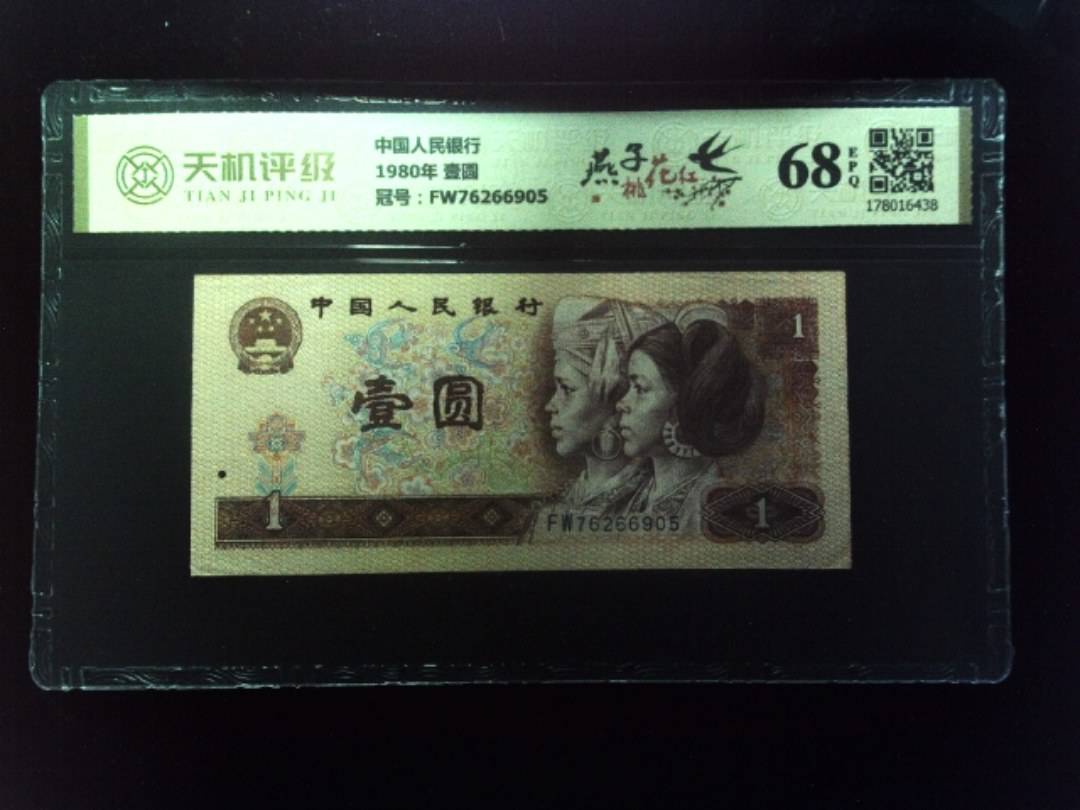 天机评级
TIAN JI PING JI
中国人民银行
1980年 壹圆
冠号：FW76266905
燕子
桃花红
68
EPQ
178016438
中国人民银行
1
壹圆
1
FW76266905
1